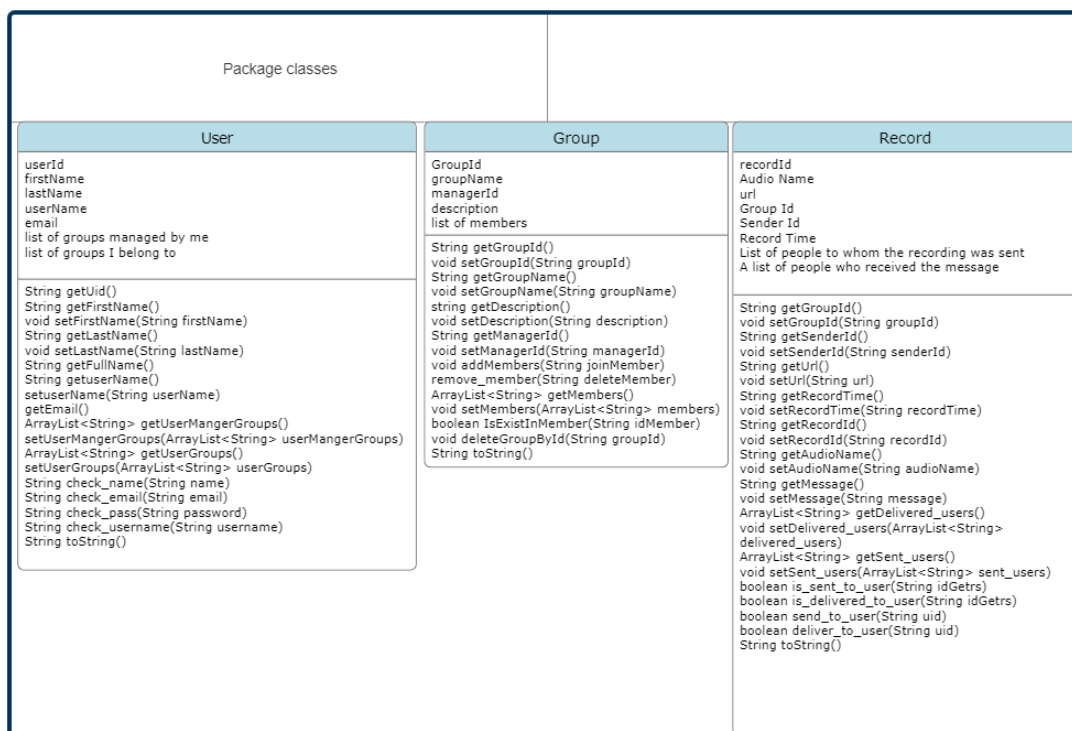 Package classes
User
userId
firstName
lastName
userName
email
list of groups managed by me
list of groups I belong to
String getUid()
String getFirstName()
void setFirstName(String firstName)
String getLastName()
void setLastName(String lastName)
String getFullName()
String getuserName()
setuserName(String userName)
getEmail()
ArrayList<String> getUserMangerGroups()
setUserMangerGroups(ArrayList<String> userMangerGroups)
ArrayList<String> getUserGroups()
setUserGroups(ArrayList<String> userGroups)
String check_name(String name)
String check_email(String email)
String check_pass(String password)
String check_username(String username)
String toString()
Group
GroupId
groupName
managerId
description
list of members
String getGroupId()
void setGroupId(String groupId)
String getGroupName()
void setGroupName(String groupName)
string getDescription()
void setDescription(String description)
String getManagerId()
void setManagerId(String managerId)
void addMembers(String joinMember)
remove_member(String deleteMember)
ArrayList<String> getMembers()
void setMembers(ArrayList<String> members)
boolean IsExistInMember(String idMember)
void deleteGroupById(String groupId)
String toString()
Record
recordId
Audio Name
url
Group Id
Sender Id
Record Time
List of people to whom the recording was sent
A list of people who received the message
String getGroupId()
void setGroupId(String groupId)
String getSenderId()
void setSenderId(String senderId)
String getUrl()
void setUrl(String url)
String getRecordTime()
void setRecordTime(String recordTime)
String getRecordId()
void setRecordId(String recordId)
String getAudioName()
void setAudioName(String audioName)
String getMessage()
void setMessage(String message)
ArrayList<String> getDelivered_users()
void setDelivered_users(ArrayList<String>
delivered_users)
ArrayList<String> getSent_users()
void setSent_users(ArrayList<String> sent_users)
boolean is_sent_to_user(String idGetrs)
boolean is_delivered_to_user(String idGetrs)
boolean send_to_user(String uid)
boolean deliver_to_user(String uid)
String toString()